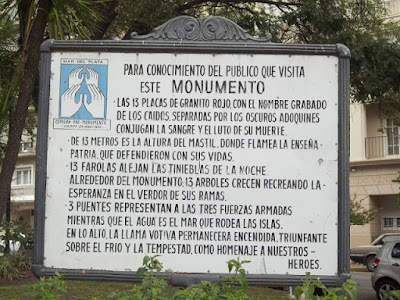 MAR DEL PLATA
COMISIÓN PRO MONUMENTO
PARA CONOCIMIENTO DEL PUBLICO QUE VISITA
ESTE MONUMENTO
- LAS 13 PLACAS DE GRANITO ROJO, CON EL NOMBRE GRABADO
DE LOS CAIDOS, SEPARADAS POR LOS OSCUROS ADOQUINES
CONJUGAN LA SANGRE Y EL LUTO DE SU MUERTE.
- DE 13 METROS ES LA ALTURA DEL MASTIL, DONDE FLAMEA LA ENSEÑA-
PATRIA, QUE DEFENDIERON CON SUS VIDAS.
- 13 FAROLAS ALEJAN LAS TINIEBLAS DE LA NOCHE.
ALREDEDOR DEL MONUMENTO, 13 ARBOLES CRECEN RECREANDO LA
ESPERANZA EN EL VERDOR DE SUS RAMAS.
- 3 PUENTES REPRESENTAN A LAS TRES FUERZAS ARMADAS
MIENTRAS QUE EL AGUA ES EL MAR QUE RODEA LAS ISLAS.
EN LO ALTO, LA LLAMA VOTIVA PERMANECERA ENCENDIDA, TRIUNFANTE
SOBRE EL FRIO Y LA TEMPESTAD, COMO HOMENAJE A NUESTROS -
HEROES.